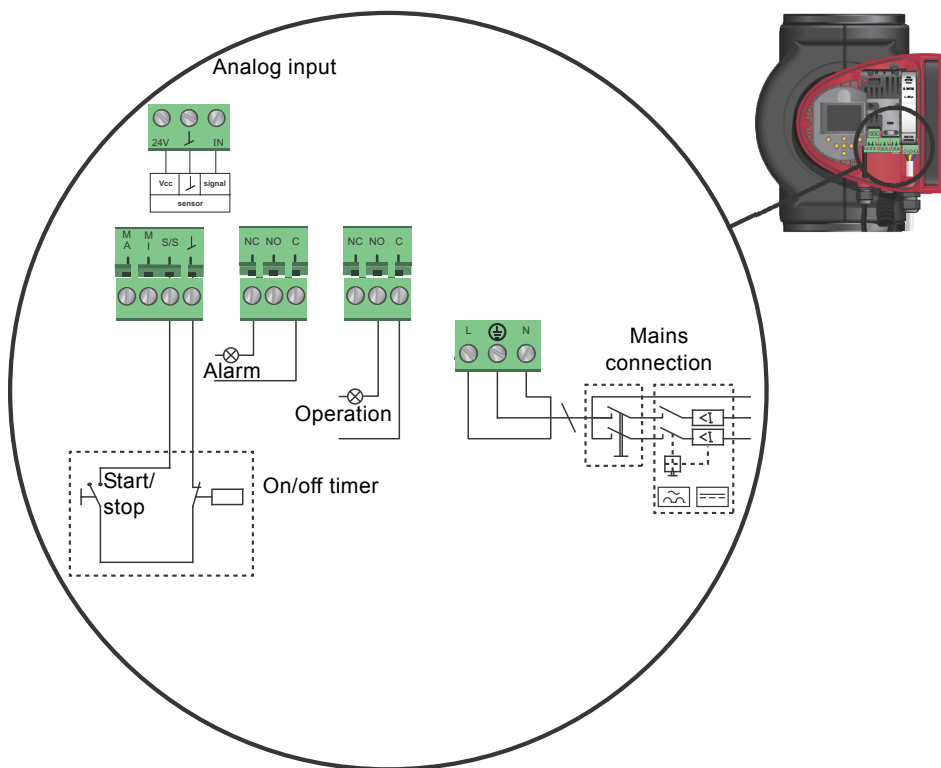 Analog input
24V IN
Vcc signal
sensor
M A M I S/S
NC NO C
NC NO C
Alarm
Operation
L N
Mains
connection
<I
<I
Start/
stop
On/off timer